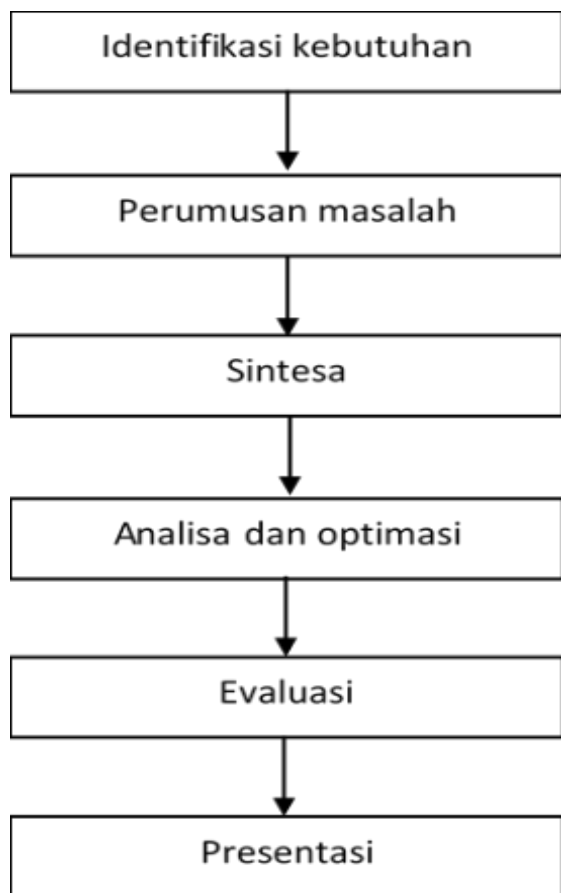 Identifikasi kebutuhan
Perumusan masalah
Sintesa
Analisa dan optimasi
Evaluasi
Presentasi